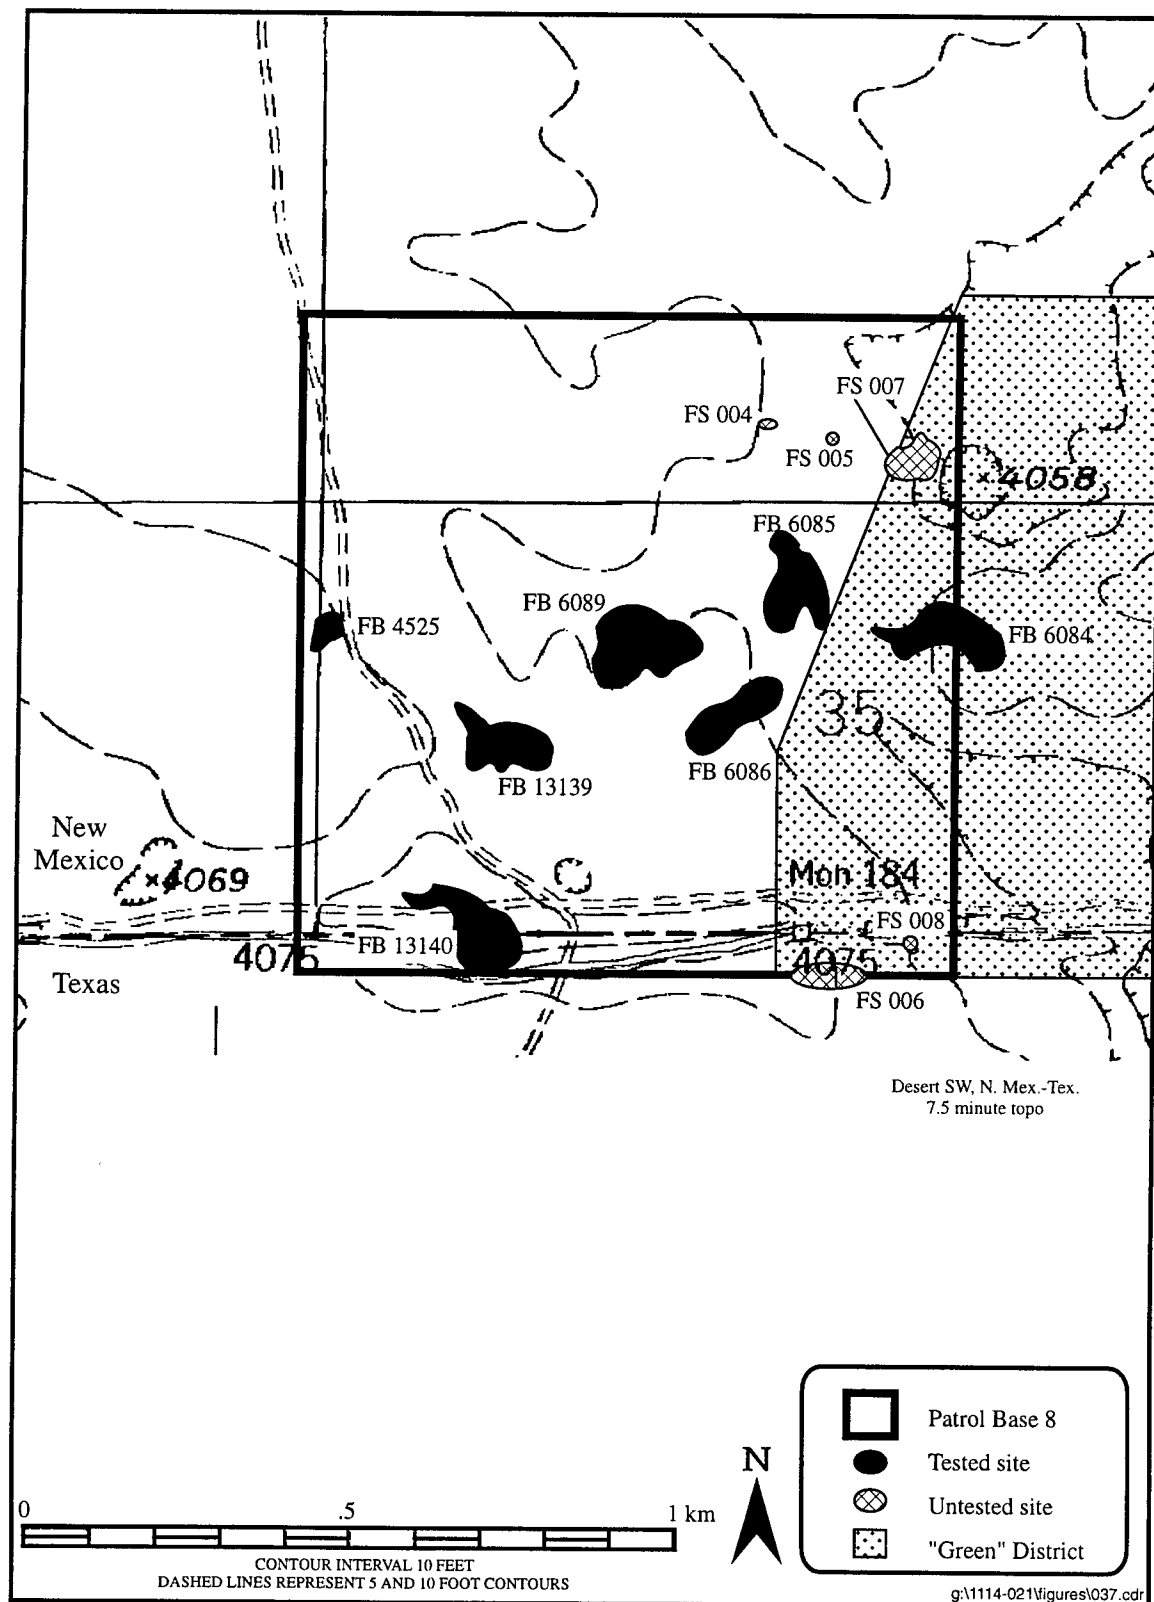 FS 007
FS 004
FS 005
4058
FB 6085
FB 6089
FB 4525
FB 6084
35
FB 6086
FB 13139
New
Mexico
4069
Mon 184
FS 008
FB 13140
4075
4075
Texas
FS 006
Desert SW, N. Mex.-Tex.
7.5 minute topo
Patrol Base 8
Tested site
Untested site
"Green" District
N
0 .5 1 km
CONTOUR INTERVAL 10 FEET
DASHED LINES REPRESENT 5 AND 10 FOOT CONTOURS
g:\1114-021\figures\037.cdr